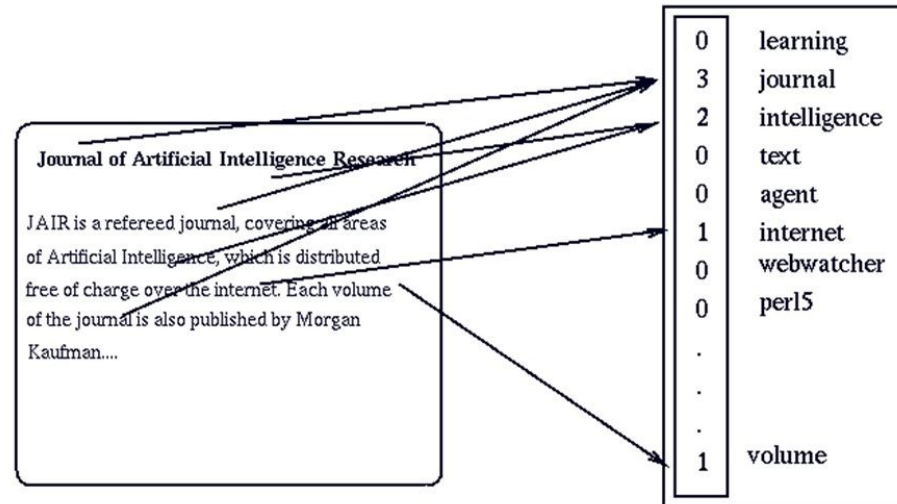 Journal of Artificial Intelligence Research
JAIR is a refereed journal, covering all areas
of Artificial Intelligence, which is distributed
free of charge over the internet. Each volume
of the journal is also published by Morgan
Kaufman....
0 learning
3 journal
2 intelligence
0 text
0 agent
1 internet
0 webwatcher
0 perl5
.
.
.
1 volume